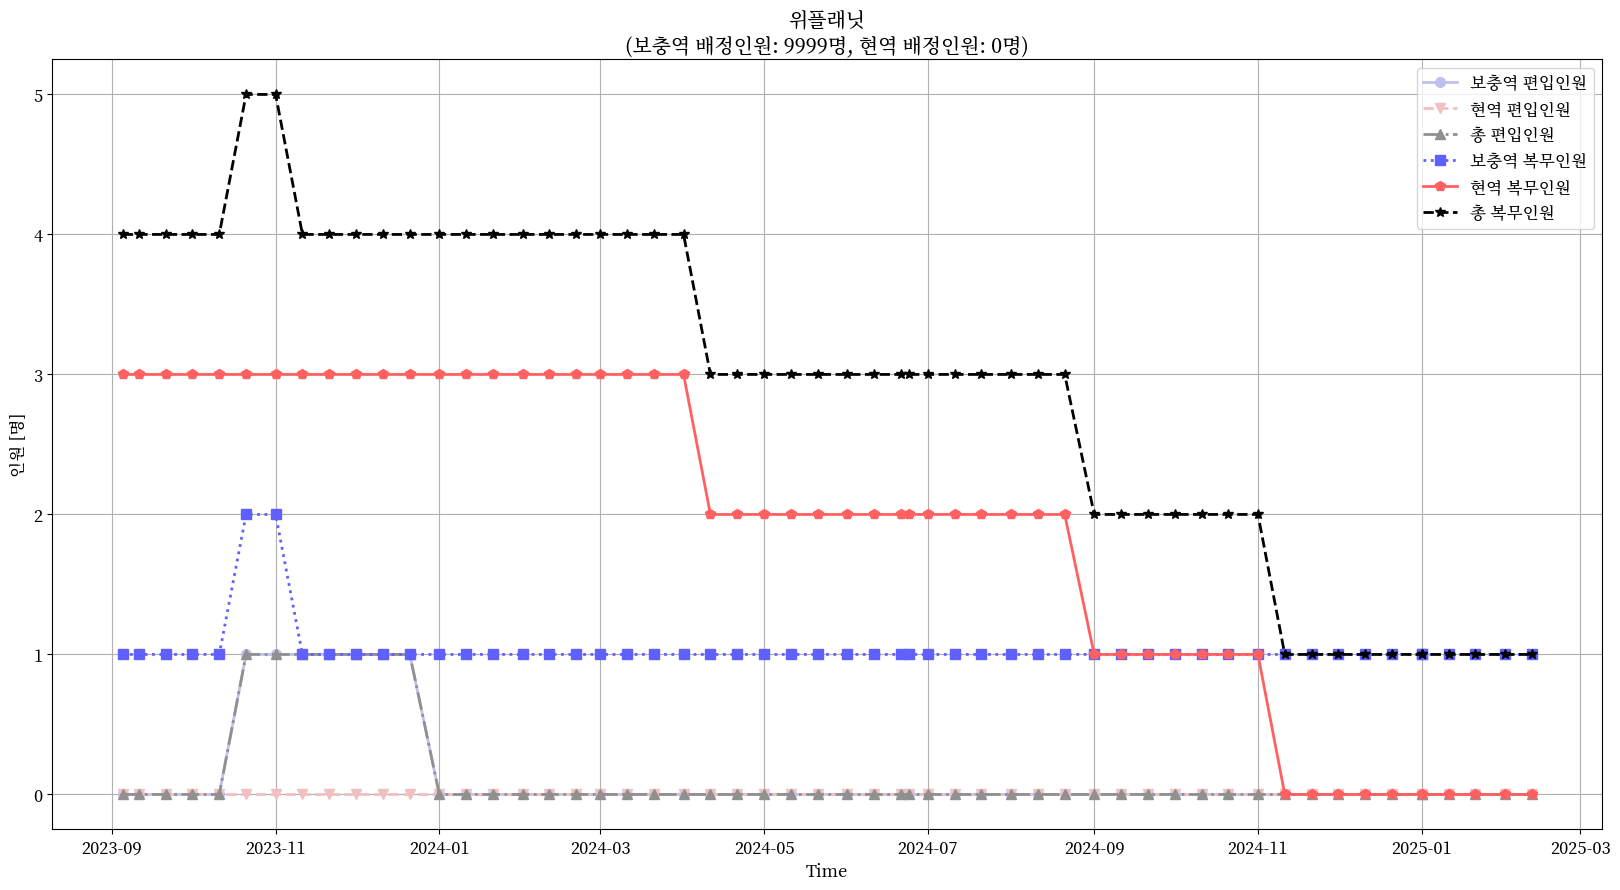 위플래닛
(보충역 배정인원: 9999명, 현역 배정인원: 0명)
보충역 편입인원
현역 편입인원
총 편입인원
보충역 복무인원
현역 복무인원
총 복무인원
인원 [명]
5
4
3
2
1
0
2023-09
2023-11
2024-01
2024-03
2024-05
2024-07
2024-09
2024-11
2025-01
2025-03
Time